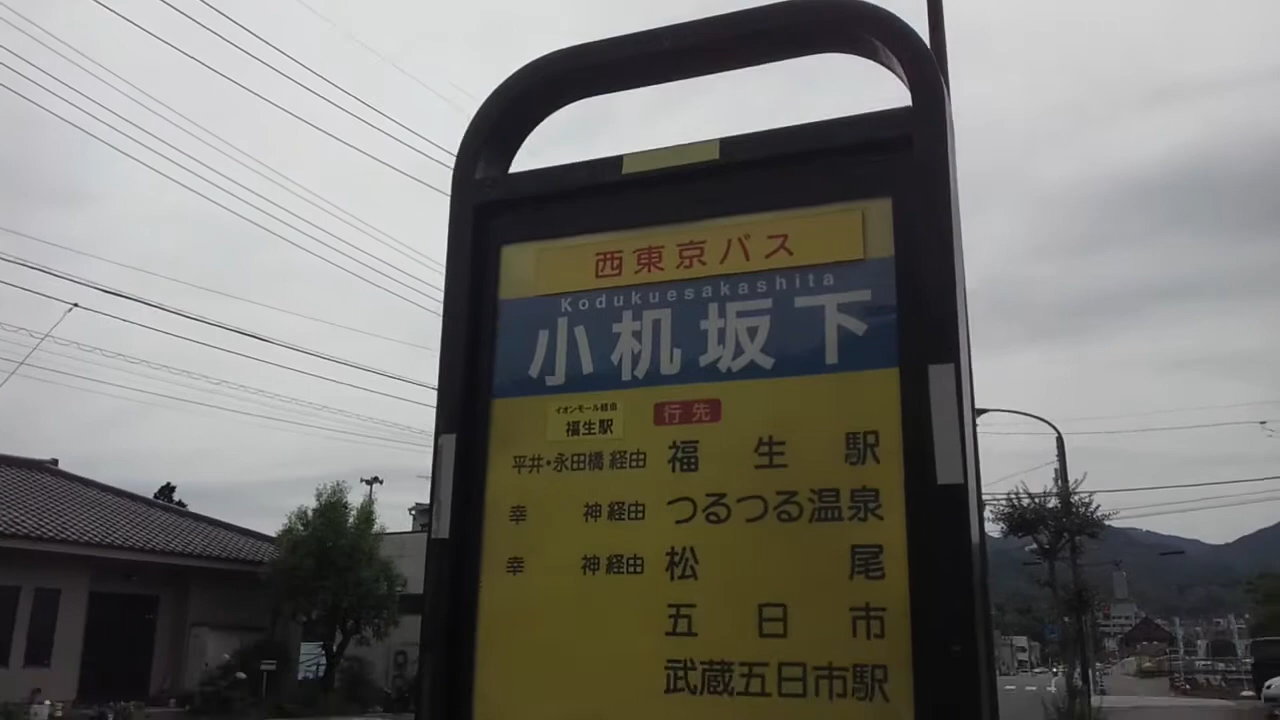 西東京バス
Kodukuesakashita
小机坂下
イオンモール経由
福生駅
行先
平井・永田橋 経由 福生駅
幸神経由 つるつる温泉
幸神経由 松尾
五日市
武蔵五日市駅